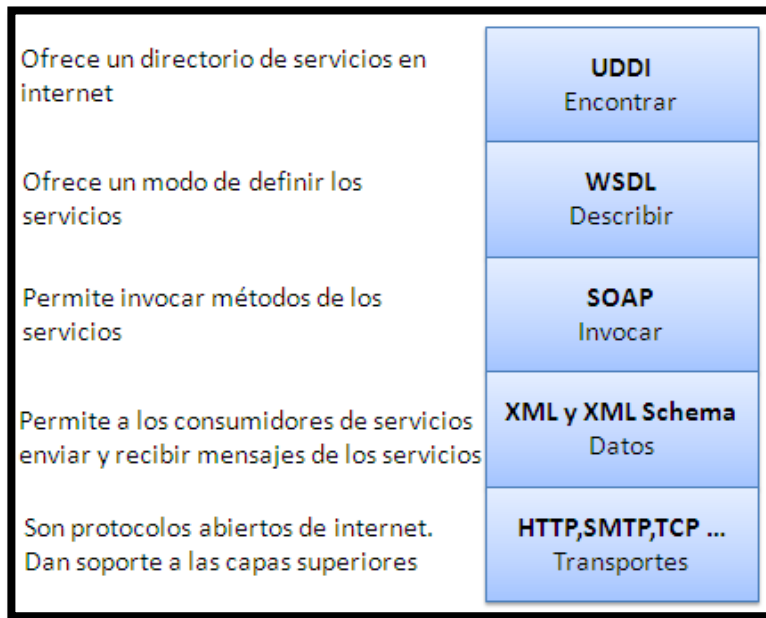 Ofrece un directorio de servicios en
internet
UDDI
Encontrar
Ofrece un modo de definir los
servicios
WSDL
Describir
Permite invocar métodos de los
servicios
SOAP
Invocar
Permite a los consumidores de servicios
enviar y recibir mensajes de los servicios
XML y XML Schema
Datos
Son protocolos abiertos de internet.
Dan soporte a las capas superiores
HTTP,SMTP,TCP ...
Transportes